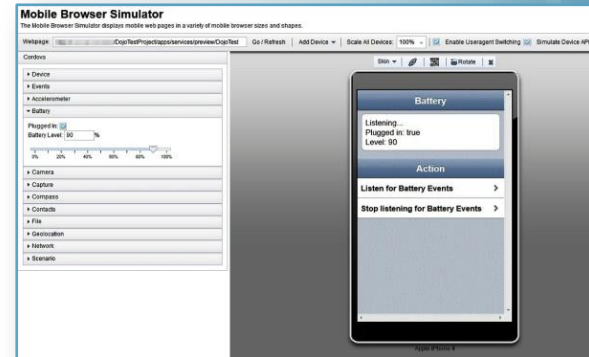 Mobile Browser Simulator
The Mobile Browser Simulator displays mobile web pages in a variety of mobile browser sizes and shapes.
Webpage: /DojoTestProject/apps/services/preview/DojoTest Go / Refresh Add Device Scale All Devices: 100% Enable Useragent Switching Simulate Device API
Cordova
Device
Events
Accelerometer
Battery
Plugged in:
Battery Level: 90 %
0% 20% 40% 60% 80% 100%
Camera
Capture
Compass
Contacts
File
Geolocation
Network
Scenario
Skin Rotate
Battery
Listening...
Plugged in: true
Level: 90
Action
Listen for Battery Events
Stop listening for Battery Events
Apple iPhone 4